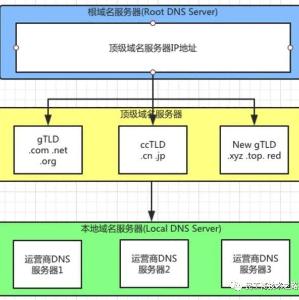 根域名服务器(Root DNS Server)
顶级域名服务器IP地址
顶级域名服务器
gTLD
.com .net
.org
ccTLD
.cn .jp
New gTLD
.xyz .top. red
本地域名服务器(Local DNS Server)
运营商DNS
服务器1
运营商DNS
服务器2
运营商DNS
服务器3